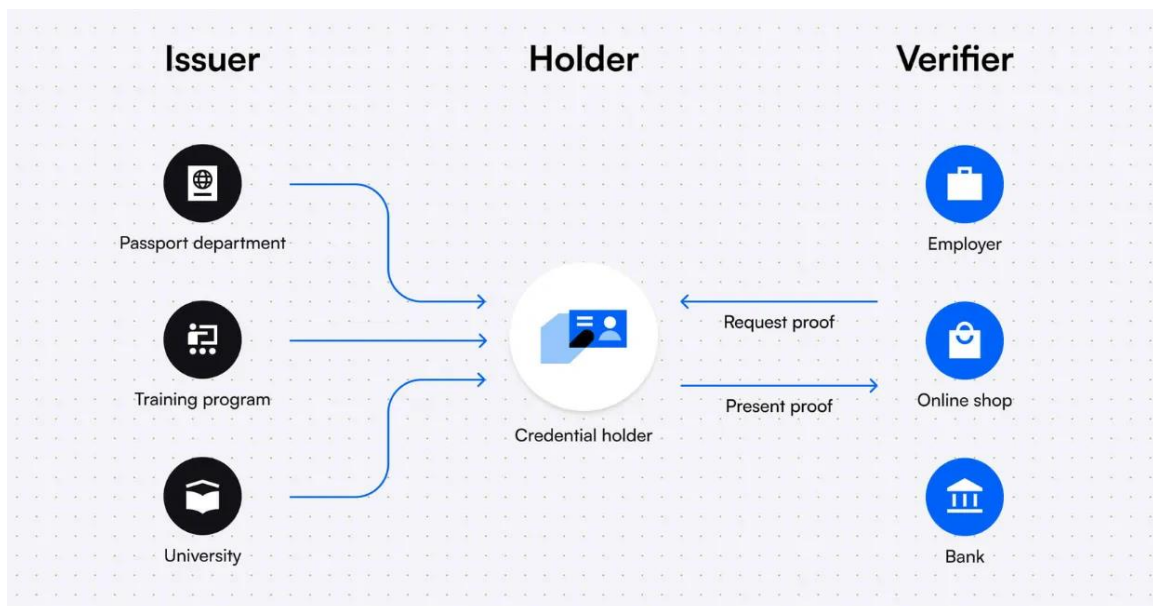 Issuer
Holder
Verifier
Passport department
Employer
Request proof
Training program
Present proof
Online shop
Credential holder
University
Bank